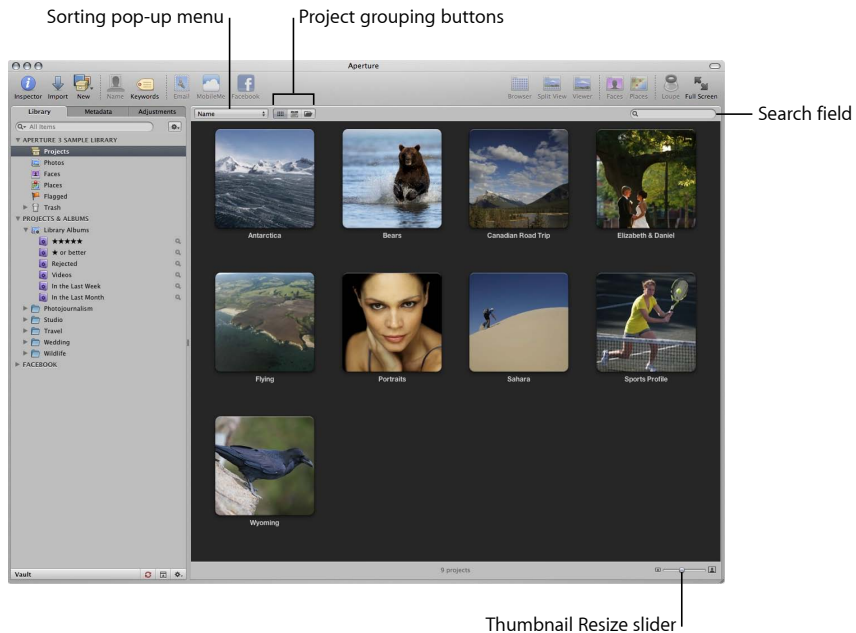 Sorting pop-up menu
Project grouping buttons
Aperture
Inspector Import New Name Keywords Email MobileMe Facebook Browser Split View Viewer Faces Places Loupe Full Screen
Library Metadata Adjustments
Name
Search field
All Items
APERTURE 3 SAMPLE LIBRARY
Projects
Photos
Faces
Places
Flagged
Trash
PROJECTS & ALBUMS
Library Albums
★★★★★
★ or better
Rejected
Videos
In the Last Week
In the Last Month
Photojournalism
Studio
Travel
Wedding
Wildlife
FACEBOOK
Antarctica Bears Canadian Road Trip Elizabeth & Daniel
Flying Portraits Sahara Sports Profile
Wyoming
Vault
9 projects
Thumbnail Resize slider